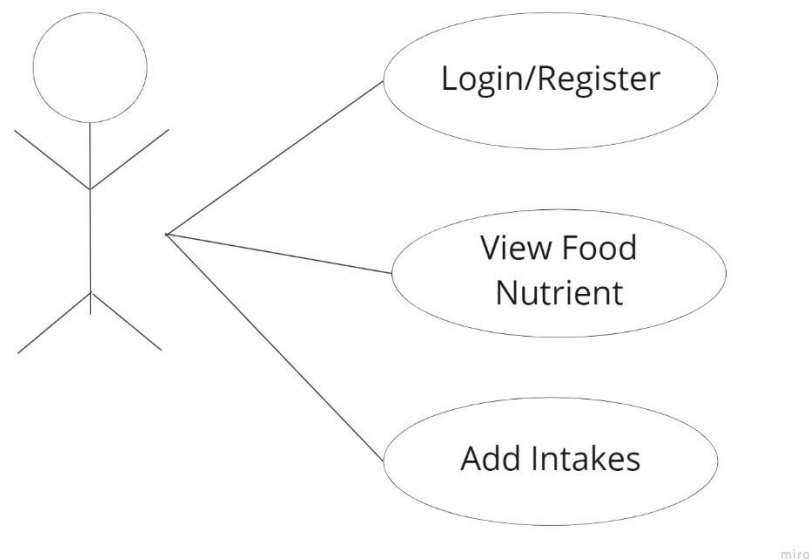 Login/Register
View Food
Nutrient
Add Intakes
miro